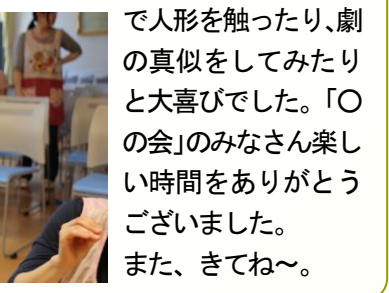 で人形を触ったり、劇
の真似をしてみたり
と大喜びでした。「〇
の会」のみなさん楽し
い時間をありがとう
ございました。
また、きてね～。